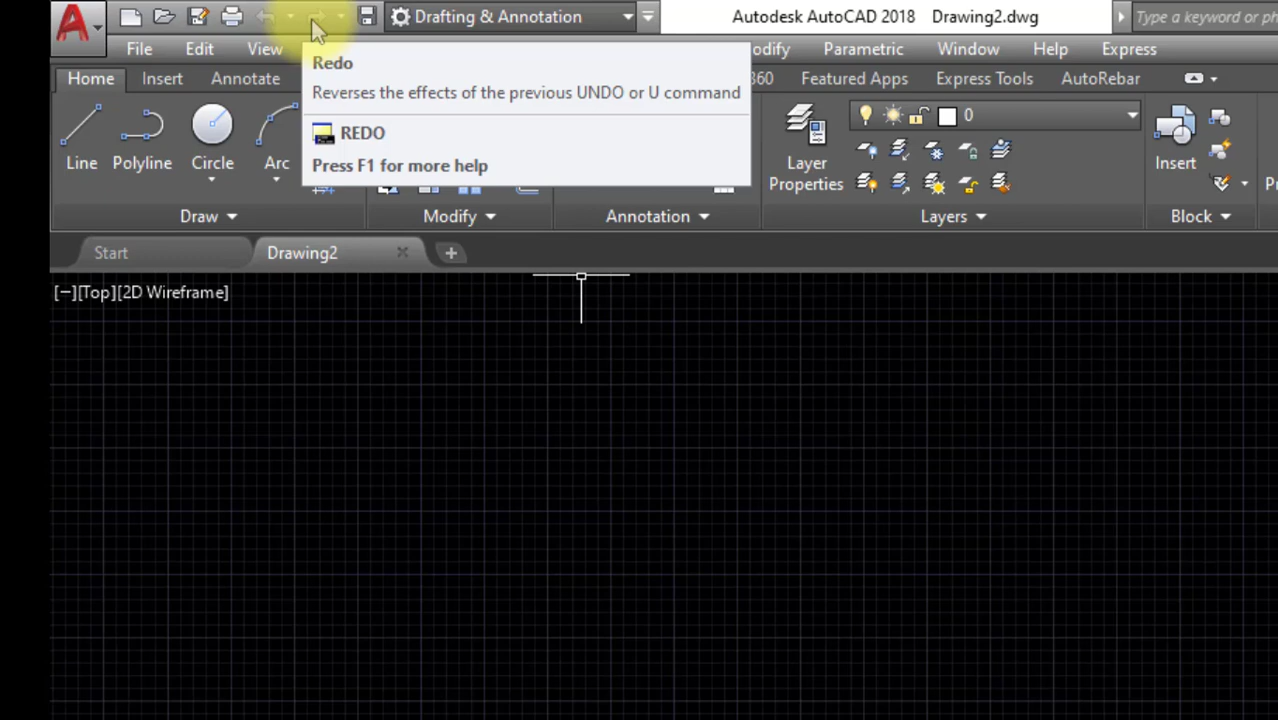 Drafting & Annotation
Autodesk AutoCAD 2018 Drawing2.dwg
Type a keyword or p
File Edit View odify Parametric Window Help Express
Redo
Reverses the effects of the previous UNDO or U command
REDO
Press F1 for more help
Home Insert Annotate 360 Featured Apps Express Tools AutoRebar
0
Line Polyline Circle Arc
Layer
Properties
Insert
Draw Modify Annotation Layers Block
Start Drawing2
[−][Top][2D Wireframe]